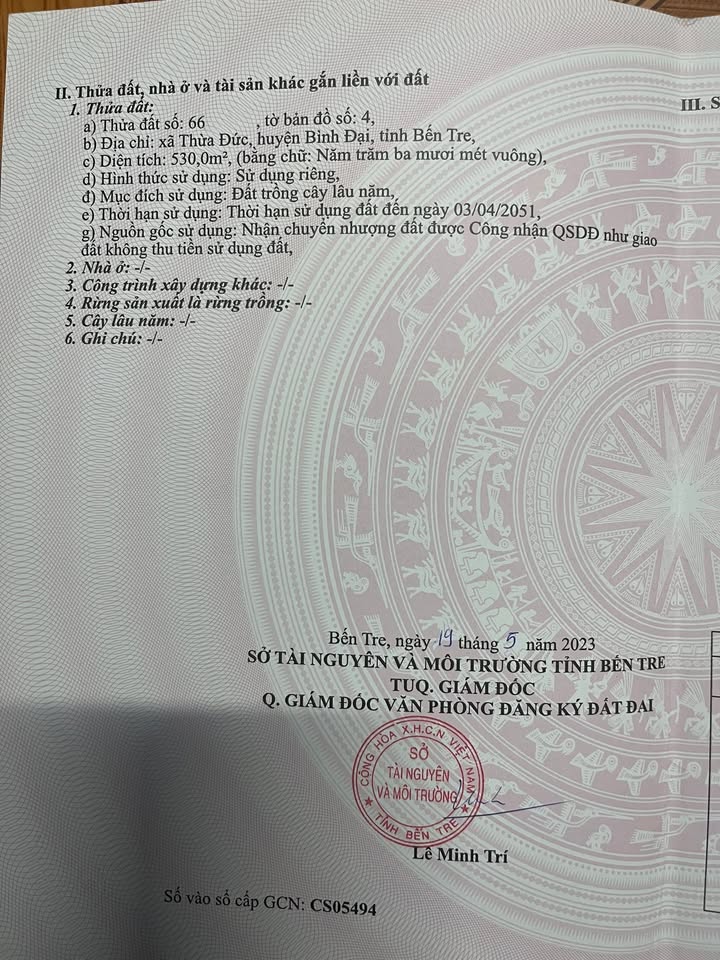 II. Thửa đất, nhà ở và tài sản khác gắn liền với đất
1. Thửa đất:
a) Thửa đất số: 66 , tờ bản đồ số: 4,
b) Địa chỉ: xã Thừa Đức, huyện Bình Đại, tỉnh Bến Tre,
c) Diện tích: 530,0m², (bằng chữ: Năm trăm ba mươi mét vuông),
d) Hình thức sử dụng: Sử dụng riêng,
đ) Mục đích sử dụng: Đất trồng cây lâu năm,
e) Thời hạn sử dụng: Thời hạn sử dụng đất đến ngày 03/04/2051,
g) Nguồn gốc sử dụng: Nhận chuyển nhượng đất được Công nhận QSDĐ như giao
đất không thu tiền sử dụng đất,
2. Nhà ở: -/-
3. Công trình xây dựng khác: -/-
4. Rừng sản xuất là rừng trồng: -/-
5. Cây lâu năm: -/-
6. Ghi chú: -/-
III. S
Bến Tre, ngày 19 tháng 5 năm 2023
SỞ TÀI NGUYÊN VÀ MÔI TRƯỜNG TỈNH BẾN TRE
TUQ. GIÁM ĐỐC
Q. GIÁM ĐỐC VĂN PHÒNG ĐĂNG KÝ ĐẤT ĐAI
CỘNG HÒA X.H.C.N VIỆT NAM
SỞ
TÀI NGUYÊN
VÀ MÔI TRƯỜNG
TỈNH BẾN TRE
Lê Minh Trí
Số vào sổ cấp GCN: CS05494